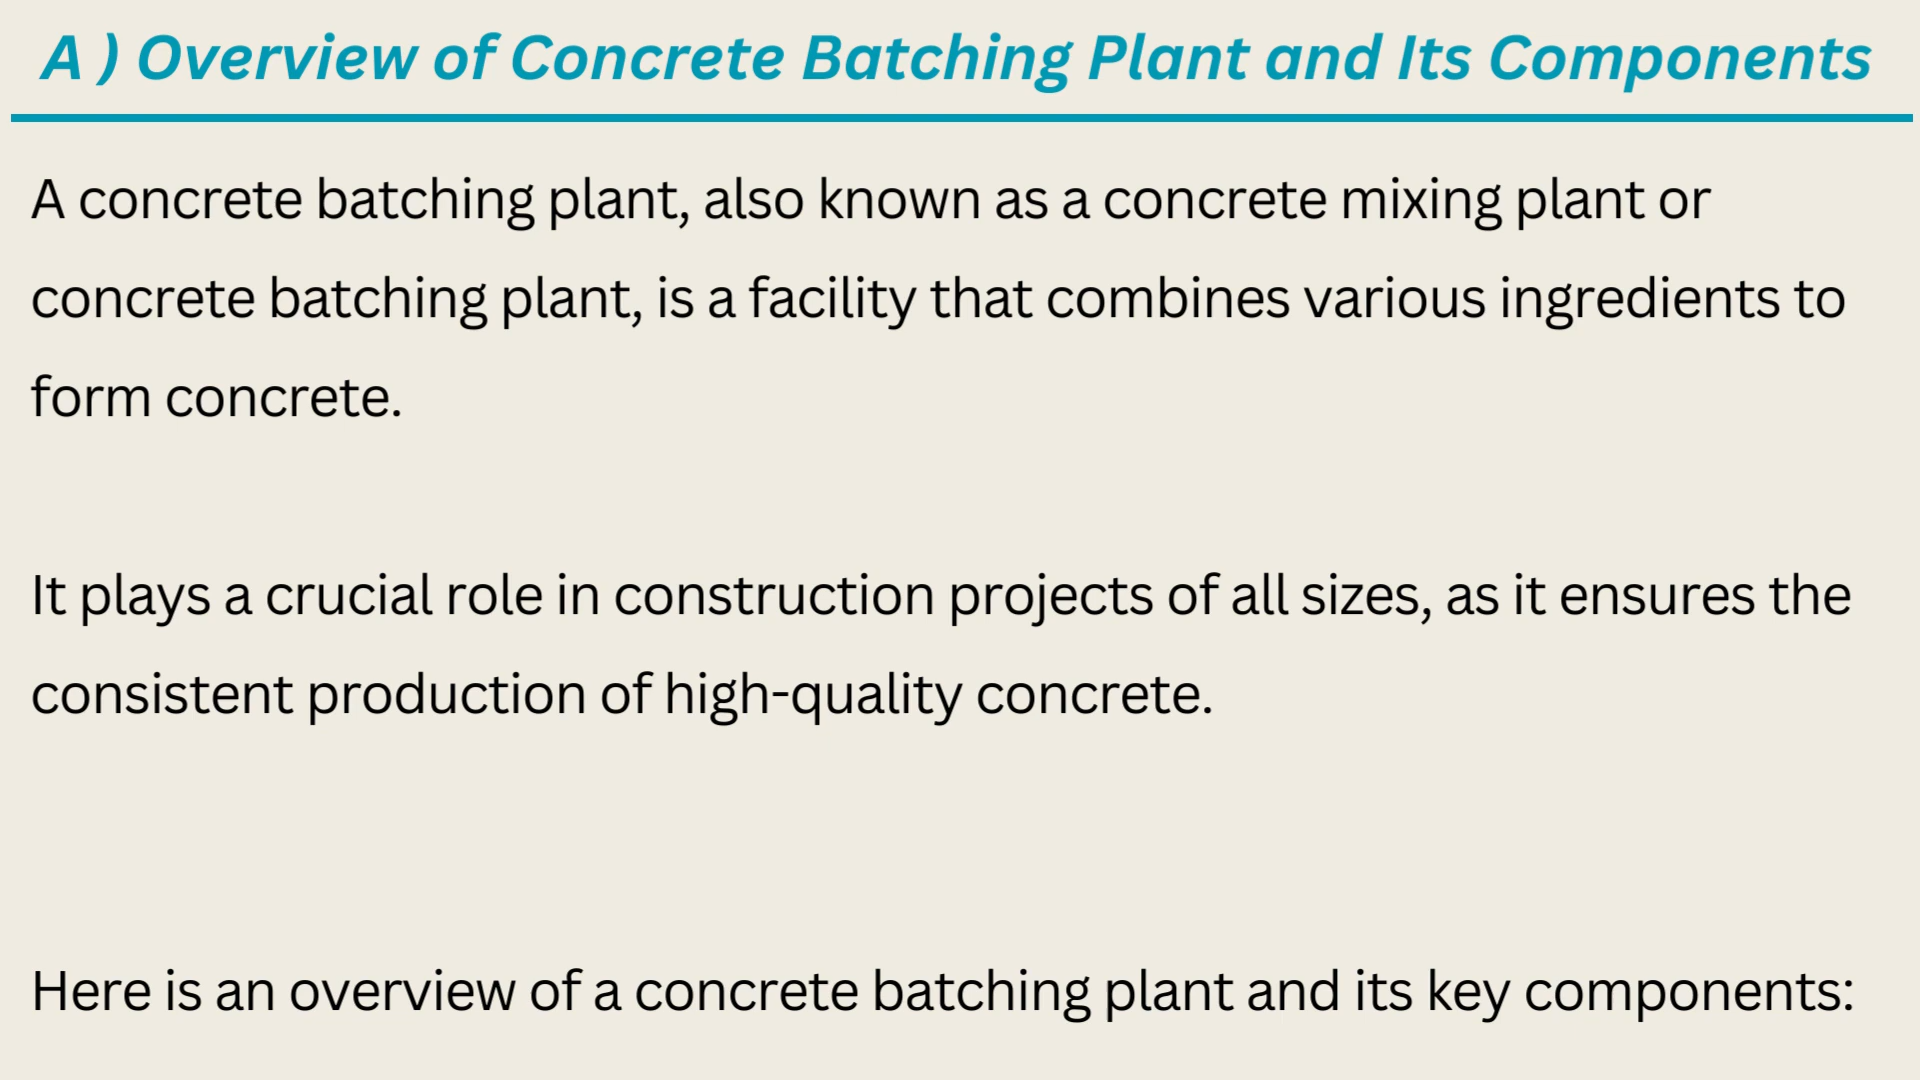 A ) Overview of Concrete Batching Plant and Its Components
A concrete batching plant, also known as a concrete mixing plant or
concrete batching plant, is a facility that combines various ingredients to
form concrete.
It plays a crucial role in construction projects of all sizes, as it ensures the
consistent production of high-quality concrete.
Here is an overview of a concrete batching plant and its key components: